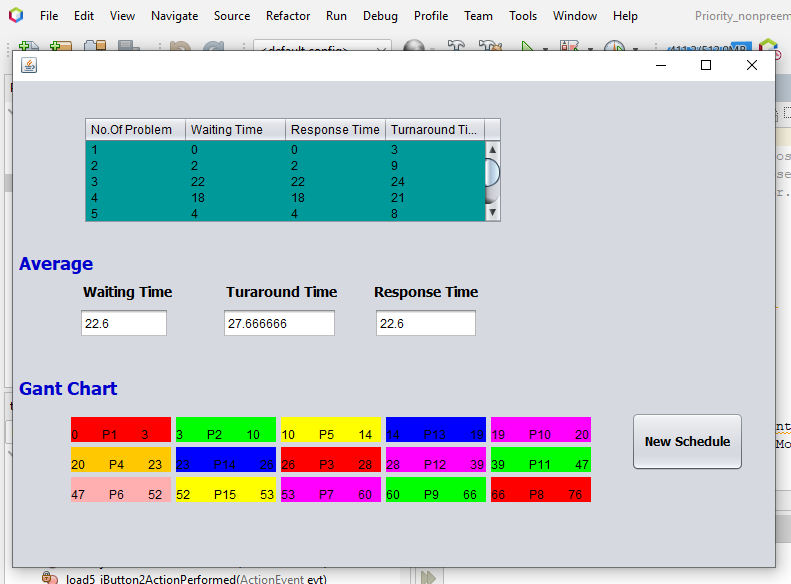 File Edit View Navigate Source Refactor Run Debug Profile Team Tools Window Help Priority_nonpreem
<default config>
411.2/512.0MB
No.Of Problem Waiting Time Response Time Turnaround Ti...
1 0 0 3
2 2 2 9
3 22 22 24
4 18 18 21
5 4 4 8
Average
Waiting Time Turaround Time Response Time
22.6 27.666666 22.6
Gant Chart
0 P1 3 3 P2 10 10 P5 14 14 P13 19 19 P10 20
New Schedule
20 P4 23 23 P14 26 26 P3 28 28 P12 39 39 P11 47
47 P6 52 52 P15 53 53 P7 60 60 P9 66 66 P8 76
load5 jButton2ActionPerformed(ActionEvent evt)